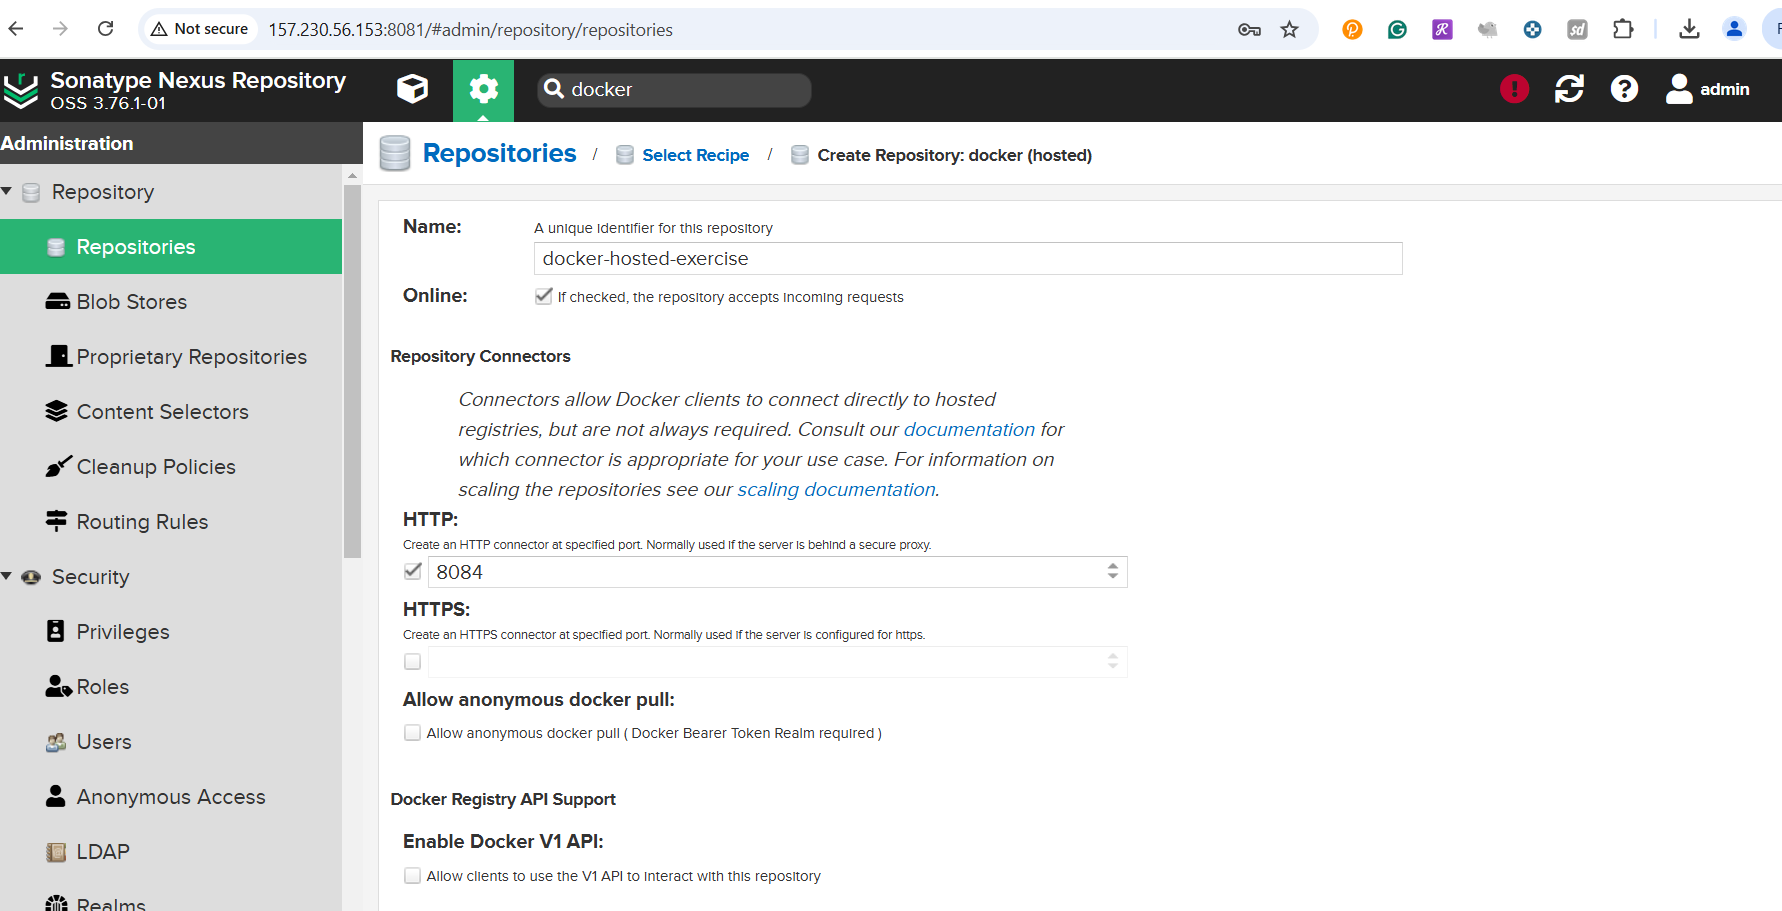 Not secure
157.230.56.153:8081/#admin/repository/repositories
Sonatype Nexus Repository
OSS 3.76.1-01
docker
admin
Administration
Repository
Repositories
Blob Stores
Proprietary Repositories
Content Selectors
Cleanup Policies
Routing Rules
Security
Privileges
Roles
Users
Anonymous Access
LDAP
Realms
Repositories / Select Recipe / Create Repository: docker (hosted)
Name: A unique identifier for this repository
docker-hosted-exercise
Online: If checked, the repository accepts incoming requests
Repository Connectors
Connectors allow Docker clients to connect directly to hosted
registries, but are not always required. Consult our documentation for
which connector is appropriate for your use case. For information on
scaling the repositories see our scaling documentation.
HTTP:
Create an HTTP connector at specified port. Normally used if the server is behind a secure proxy.
8084
HTTPS:
Create an HTTPS connector at specified port. Normally used if the server is configured for https.
Allow anonymous docker pull:
Allow anonymous docker pull ( Docker Bearer Token Realm required )
Docker Registry API Support
Enable Docker V1 API:
Allow clients to use the V1 API to interact with this repository